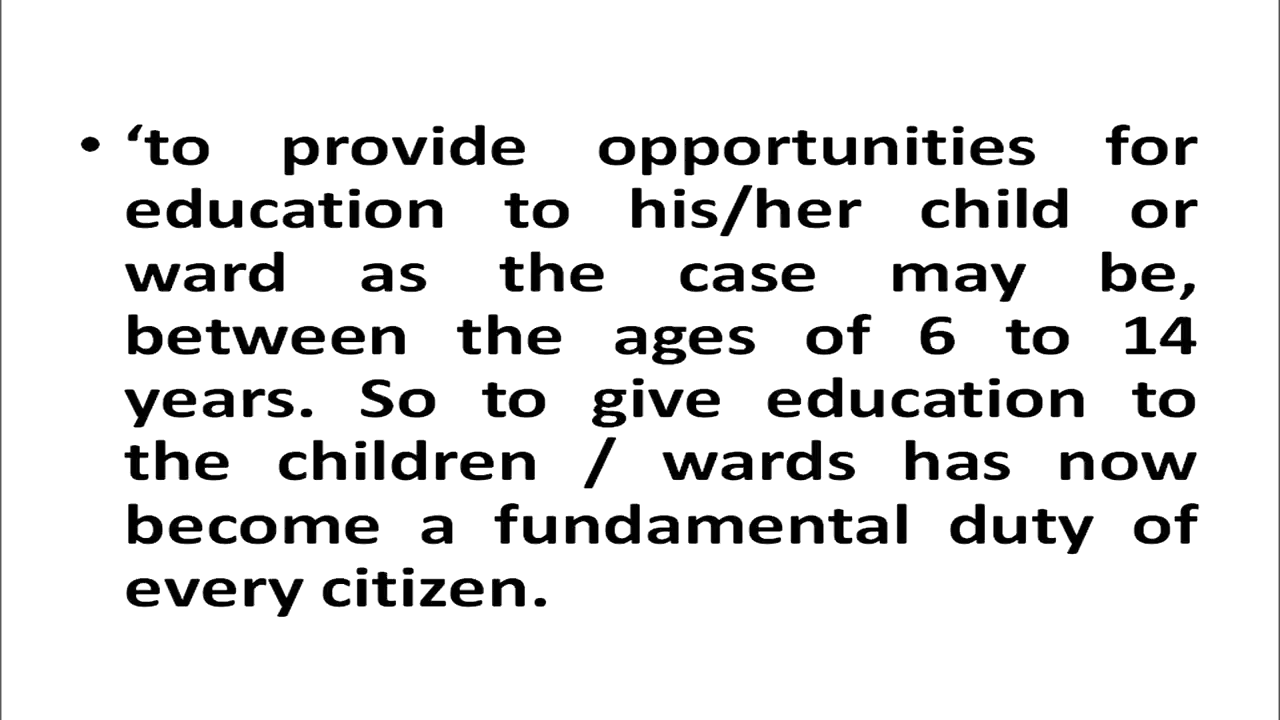 • ‘to provide opportunities for
education to his/her child or
ward as the case may be,
between the ages of 6 to 14
years. So to give education to
the children / wards has now
become a fundamental duty of
every citizen.